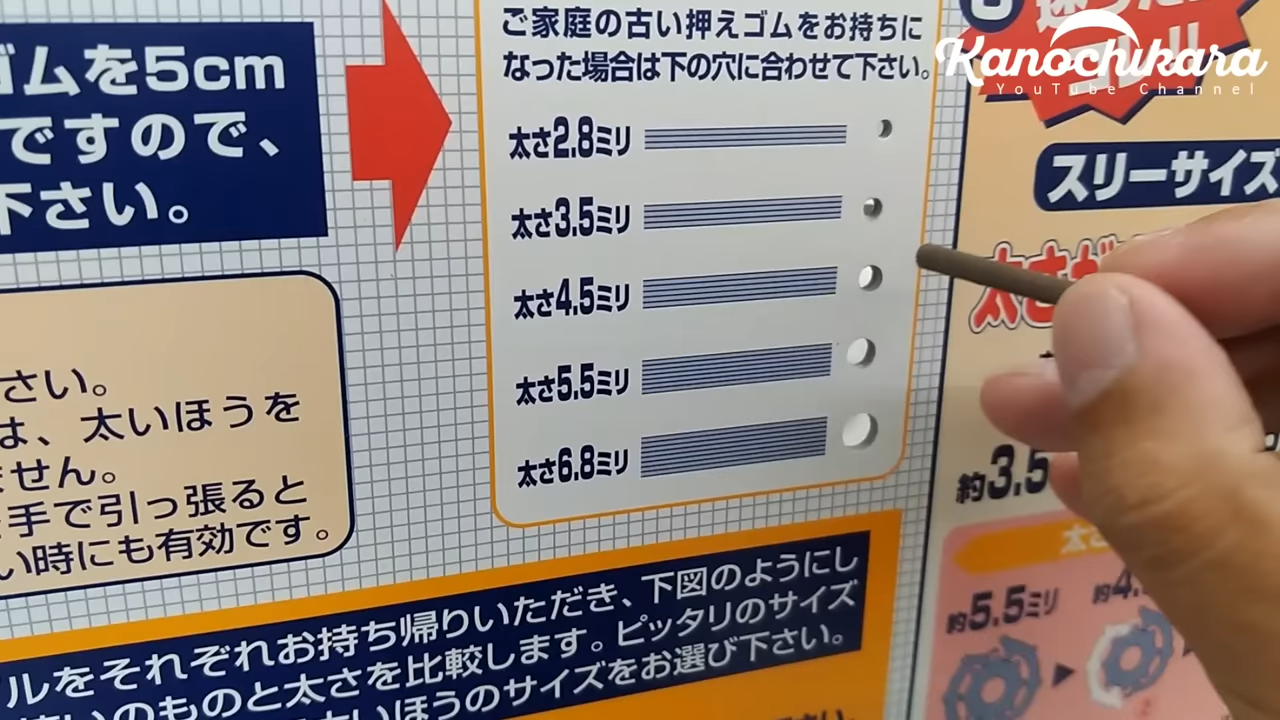 ゴムを5cm
ですので、
下さい。
さい。
は、太いほうを
ません。
手で引っ張ると
い時にも有効です。
ご家庭の古い押えゴムをお持ちに
なった場合は下の穴に合わせて下さい。
太さ2.8ミリ
太さ3.5ミリ
太さ4.5ミリ
太さ5.5ミリ
太さ6.8ミリ
ルをそれぞれお持ち帰りいただき、下図のようにし
のものと太さを比較します。ピッタリのサイズ
ほうのサイズをお選び下さい。
Kanochikara
YouTube Channel
スリーサイズ
太さが
約3.5
太さ
約5.5ミリ
約4.